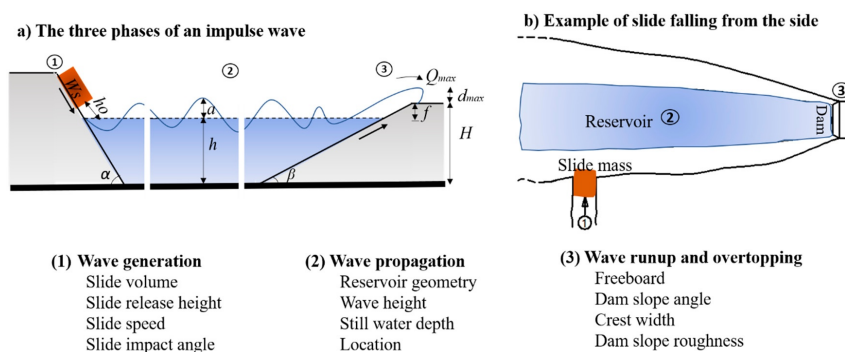 a) The three phases of an impulse wave
b) Example of slide falling from the side
①
②
③
Ws
ho
a
h
α
β
Qmax
dmax
f
H
Reservoir ②
Dam
③
Slide mass
①
(1) Wave generation
Slide volume
Slide release height
Slide speed
Slide impact angle
(2) Wave propagation
Reservoir geometry
Wave height
Still water depth
Location
(3) Wave runup and overtopping
Freeboard
Dam slope angle
Crest width
Dam slope roughness